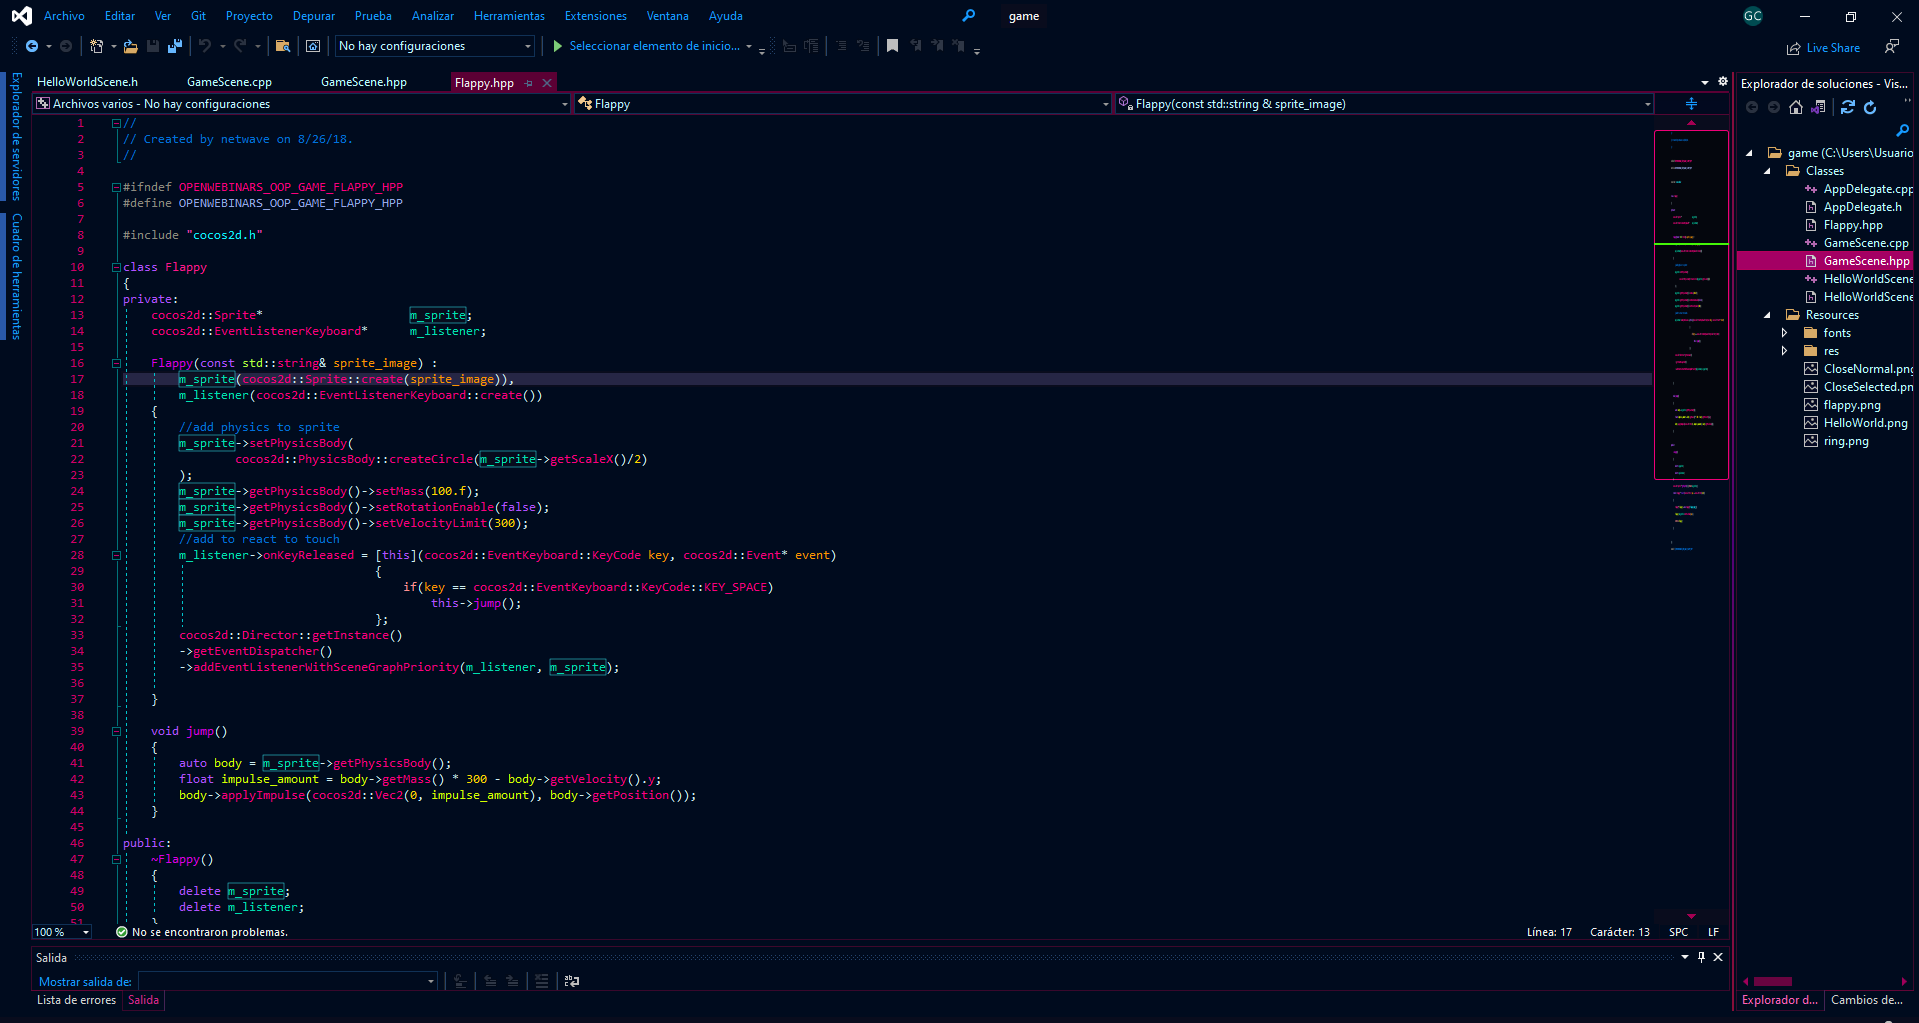 Archivo Editar Ver Git Proyecto Depurar Prueba Analizar Herramientas Extensiones Ventana Ayuda game GC
No hay configuraciones Seleccionar elemento de inicio... Live Share
Explorador de servidores
Cuadro de herramientas
HelloWorldScene.h GameScene.cpp GameScene.hpp Flappy.hpp
Archivos varios - No hay configuraciones Flappy Flappy(const std::string & sprite_image)
1 //
2 // Created by netwave on 8/26/18.
3 //
4
5 #ifndef OPENWEBINARS_OOP_GAME_FLAPPY_HPP
6 #define OPENWEBINARS_OOP_GAME_FLAPPY_HPP
7
8 #include "cocos2d.h"
9
10 class Flappy
11 {
12 private:
13 cocos2d::Sprite* m_sprite;
14 cocos2d::EventListenerKeyboard* m_listener;
15
16 Flappy(const std::string& sprite_image) :
17 m_sprite(cocos2d::Sprite::create(sprite_image)),
18 m_listener(cocos2d::EventListenerKeyboard::create())
19 {
20 //add physics to sprite
21 m_sprite->setPhysicsBody(
22 cocos2d::PhysicsBody::createCircle(m_sprite->getScaleX()/2)
23 );
24 m_sprite->getPhysicsBody()->setMass(100.f);
25 m_sprite->getPhysicsBody()->setRotationEnable(false);
26 m_sprite->getPhysicsBody()->setVelocityLimit(300);
27 //add to react to touch
28 m_listener->onKeyReleased = [this](cocos2d::EventKeyboard::KeyCode key, cocos2d::Event* event)
29 {
30 if(key == cocos2d::EventKeyboard::KeyCode::KEY_SPACE)
31 this->jump();
32 };
33 cocos2d::Director::getInstance()
34 ->getEventDispatcher()
35 ->addEventListenerWithSceneGraphPriority(m_listener, m_sprite);
36
37 }
38
39 void jump()
40 {
41 auto body = m_sprite->getPhysicsBody();
42 float impulse_amount = body->getMass() * 300 - body->getVelocity().y;
43 body->applyImpulse(cocos2d::Vec2(0, impulse_amount), body->getPosition());
44 }
45
46 public:
47 ~Flappy()
48 {
49 delete m_sprite;
50 delete m_listener;
51 }
100 % No se encontraron problemas. Línea: 17 Carácter: 13 SPC LF
Salida
Mostrar salida de:
Lista de errores Salida
Explorador de soluciones - Vis...
game (C:\Users\Usuario
Classes
AppDelegate.cpp
AppDelegate.h
Flappy.hpp
GameScene.cpp
GameScene.hpp
HelloWorldScene
HelloWorldScene
Resources
fonts
res
CloseNormal.png
CloseSelected.pn
flappy.png
HelloWorld.png
ring.png
Explorador d... Cambios de...